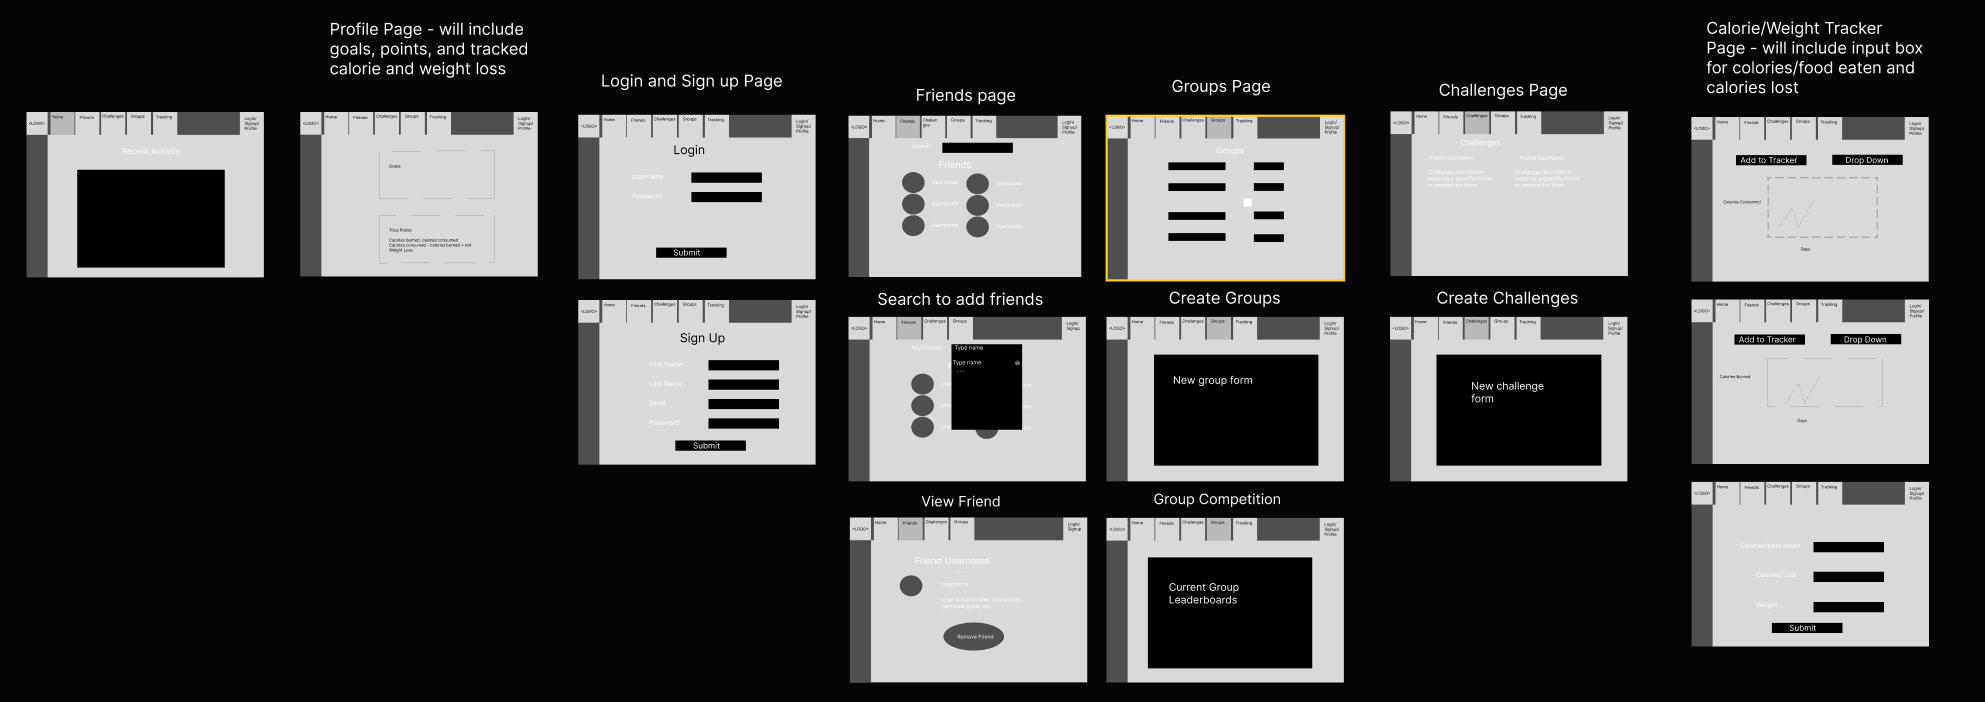 Profile Page - will include
goals, points, and tracked
calorie and weight loss
Login and Sign up Page
Friends page
Groups Page
Challenges Page
Calorie/Weight Tracker
Page - will include input box
for colories/food eaten and
calories lost
<LOGO>
Home
Friends
Challenges
Groups
Tracking
Login/
Signup/
Profile
Recent Activity
<LOGO>
Home
Friends
Challenges
Groups
Tracking
Login/
Signup/
Profile
Goals
Total Points
Calories burned, calories consumed
Calories consumed - calories burned = net
Weight Loss
<LOGO>
Home
Friends
Challenges
Groups
Tracking
Login/
Signup/
Profile
Login
Username
Password
Submit
<LOGO>
Home
Friends
Challenges
Groups
Tracking
Login/
Signup/
Profile
Sign Up
First Name
Last Name
Email
Password
Submit
<LOGO>
Home
Friends
Challen
ges
Groups
Tracking
Login/
Signup/
Profile
Search
Friends
Username
Username
Username
Username
Username
Username
Search to add friends
<LOGO>
Home
Friends
Challenges
Groups
Login/
Signup
Add Friends
Type name
Type name
---
View Friend
<LOGO>
Home
Friends
Challenges
Groups
Login/
Signup
Friend Username
Username
User bio and other information,
personal goals, etc.
Remove Friend
<LOGO>
Home
Friends
Challenges
Groups
Tracking
Login/
Signup/
Profile
Groups
Create Groups
<LOGO>
Home
Friends
Challenges
Groups
Tracking
Login/
Signup/
Profile
New group form
Group Competition
<LOGO>
Home
Friends
Challenges
Groups
Tracking
Login/
Signup/
Profile
Current Group
Leaderboards
<LOGO>
Home
Friends
Challenges
Groups
Tracking
Login/
Signup/
Profile
Challenges
Friend Username
Challenge description
made by a specific friend
or created by them
Friend Username
Challenge description
made by a specific friend
or created by them
Create Challenges
<LOGO>
Home
Friends
Challenges
Groups
Tracking
Login/
Signup/
Profile
New challenge
form
<LOGO>
Home
Friends
Challenges
Groups
Tracking
Login/
Signup/
Profile
Add to Tracker
Drop Down
Calories Consumed
Days
<LOGO>
Home
Friends
Challenges
Groups
Tracking
Login/
Signup/
Profile
Add to Tracker
Drop Down
Calories Burned
Days
<LOGO>
Home
Friends
Challenges
Groups
Tracking
Login/
Signup/
Profile
Calories/food eaten
Calories Lost
Weight
Submit